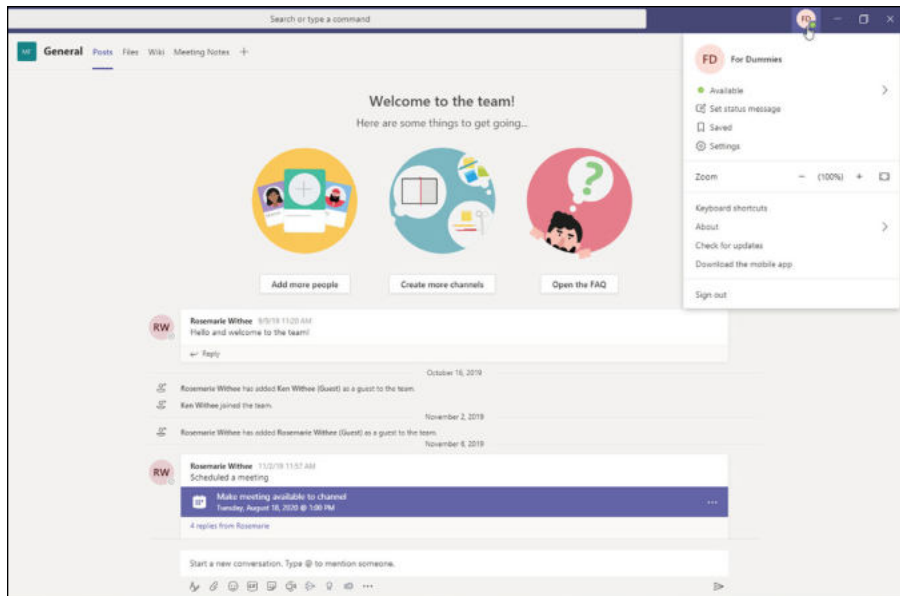 Search or type a command
FD
General Posts Files Wiki Meeting Notes
FD For Dummies
Available
Set status message
Saved
Settings
Zoom (100%)
Keyboard shortcuts
About
Check for updates
Download the mobile app
Sign out
Welcome to the team!
Here are some things to get going...
Add more people
Create more channels
Open the FAQ
RW
Rosemarie Withee 9/9/19 11:20 AM
Hello and welcome to the team!
Reply
October 16, 2019
Rosemarie Withee has added Ken Withee (Guest) as a guest to the team.
Ken Withee joined the team.
November 2, 2019
Rosemarie Withee has added Rosemarie Withee (Guest) as a guest to the team.
November 8, 2019
RW
Rosemarie Withee 11/2/19 11:57 AM
Scheduled a meeting
Make meeting available to channel
Tuesday, August 18, 2020 @ 1:00 PM
4 replies from Rosemarie
Start a new conversation. Type @ to mention someone.
GIF